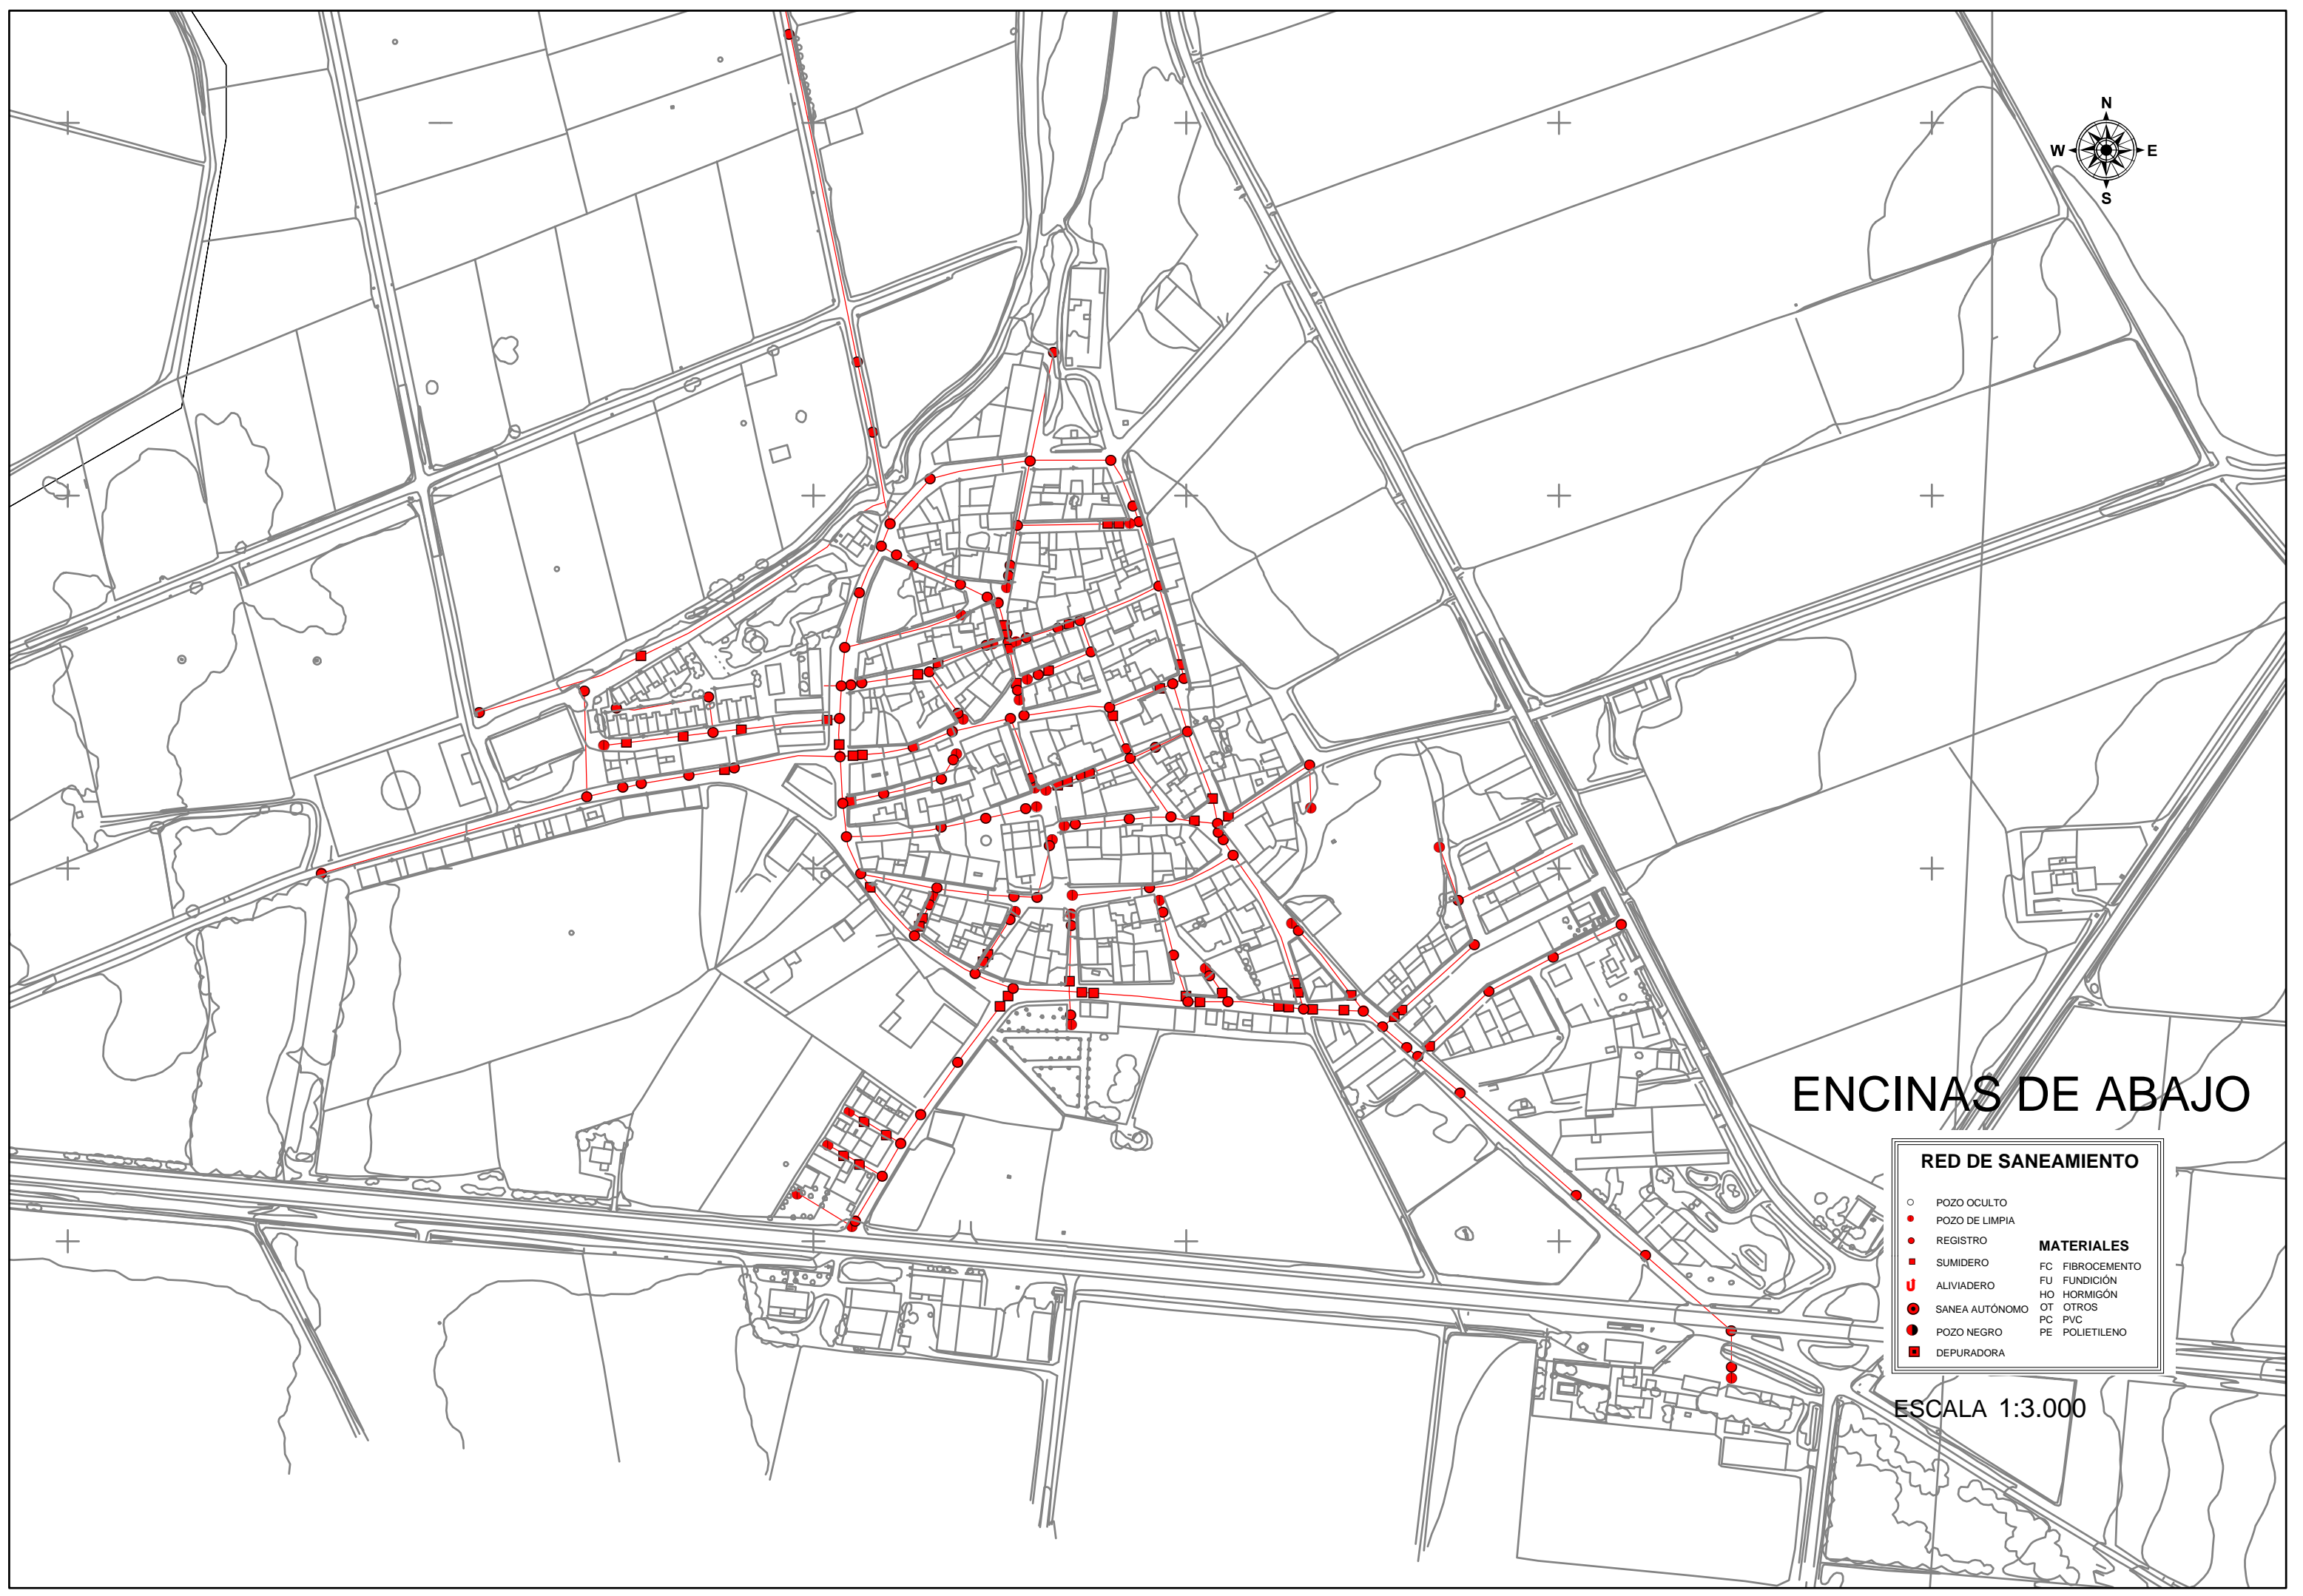 N
W E
S
ENCINAS DE ABAJO
RED DE SANEAMIENTO
POZO OCULTO
POZO DE LIMPIA
REGISTRO
SUMIDERO
ALIVIADERO
SANEA AUTÓNOMO
POZO NEGRO
DEPURADORA
MATERIALES
FC FIBROCEMENTO
FU FUNDICIÓN
HO HORMIGÓN
OT OTROS
PC PVC
PE POLIETILENO
ESCALA 1:3.000